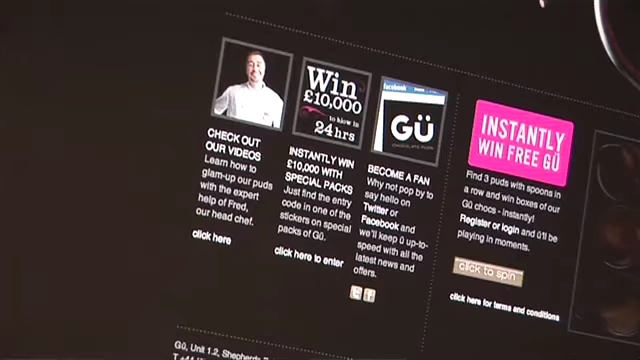 Win
£10,000
to blow in
24hrs
facebook
GÜ
CHOCOLATE PUDS
INSTANTLY
WIN FREE GÜ
CHECK OUT
OUR VIDEOS
Learn how to
glam-up our puds
with the expert
help of Fred,
our head chef.
click here
INSTANTLY WIN
£10,000 WITH
SPECIAL PACKS
Just find the entry
code in one of the
stickers on special
packs of Gü.
click here to enter
BECOME A FAN
Why not pop by to
say hello on
Twitter or
Facebook and
we'll keep ü up-to-
speed with all the
latest news and
offers.
Find 3 puds with spoons in
a row and win boxes of our
Gü chocs - instantly!
Register or login and ü'll be
playing in moments.
click to spin
click here for terms and conditions
Gü, Unit 1.2, Shepherds